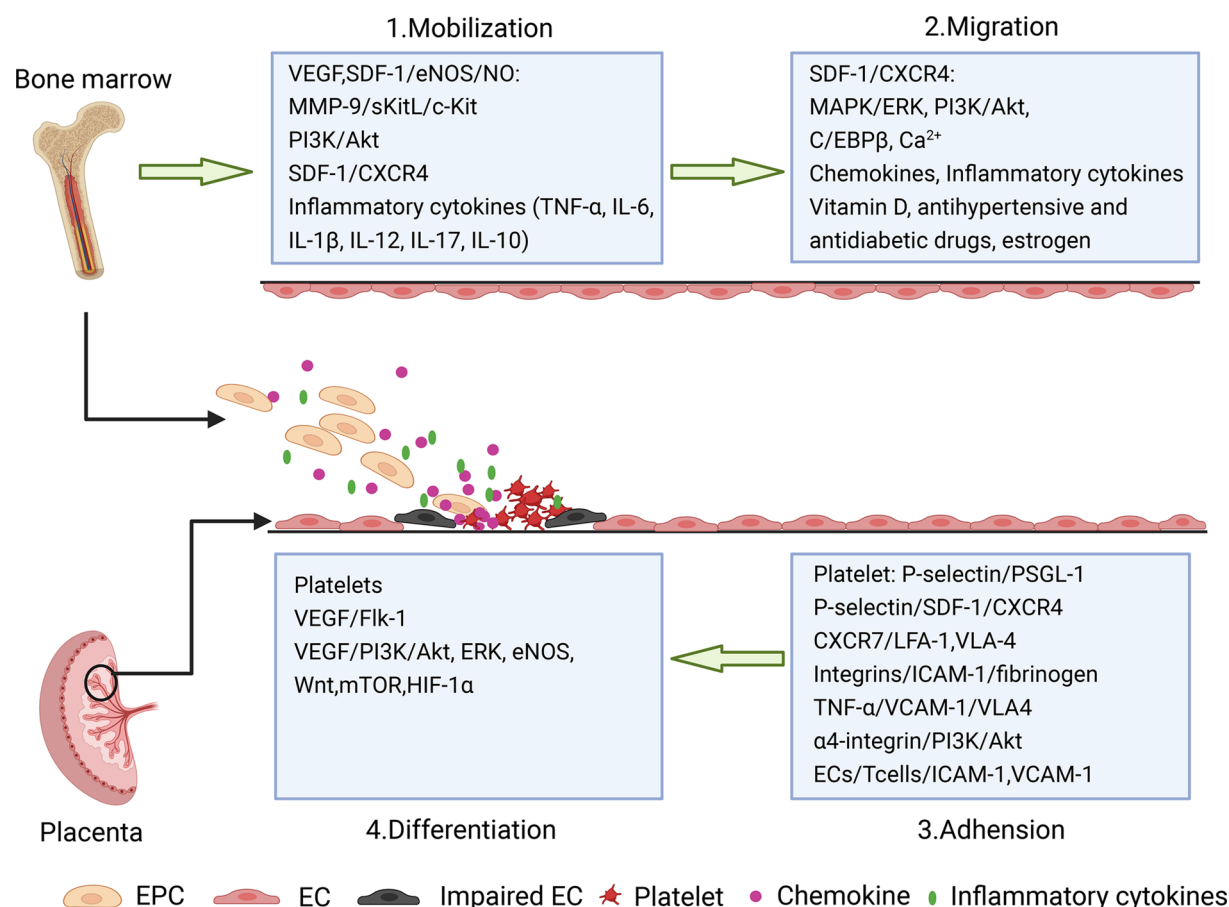 1.Mobilization
2.Migration
Bone marrow
VEGF,SDF-1/eNOS/NO:
MMP-9/sKitL/c-Kit
PI3K/Akt
SDF-1/CXCR4
Inflammatory cytokines (TNF-α, IL-6,
IL-1β, IL-12, IL-17, IL-10)
SDF-1/CXCR4:
MAPK/ERK, PI3K/Akt,
C/EBPβ, Ca²⁺
Chemokines, Inflammatory cytokines
Vitamin D, antihypertensive and
antidiabetic drugs, estrogen
Platelets
VEGF/Flk-1
VEGF/PI3K/Akt, ERK, eNOS,
Wnt,mTOR,HIF-1α
Platelet: P-selectin/PSGL-1
P-selectin/SDF-1/CXCR4
CXCR7/LFA-1,VLA-4
Integrins/ICAM-1/fibrinogen
TNF-α/VCAM-1/VLA4
α4-integrin/PI3K/Akt
ECs/Tcells/ICAM-1,VCAM-1
Placenta
4.Differentiation
3.Adhension
EPC
EC
Impaired EC
Platelet
Chemokine
Inflammatory cytokines